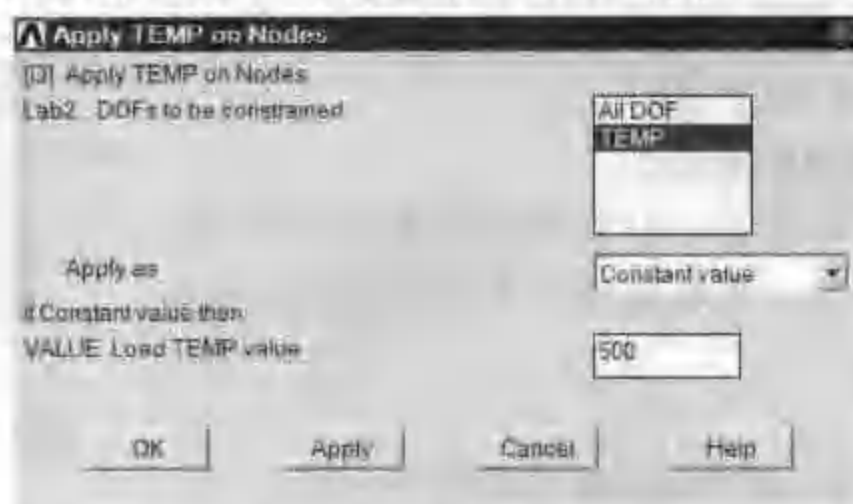 Apply TEMP on Nodes
[D] Apply TEMP on Nodes
Lab2 DOFs to be constrained
All DOF
TEMP
Apply as
Constant value
If Constant value then:
VALUE Load TEMP value
500
OK
Apply
Cancel
Help